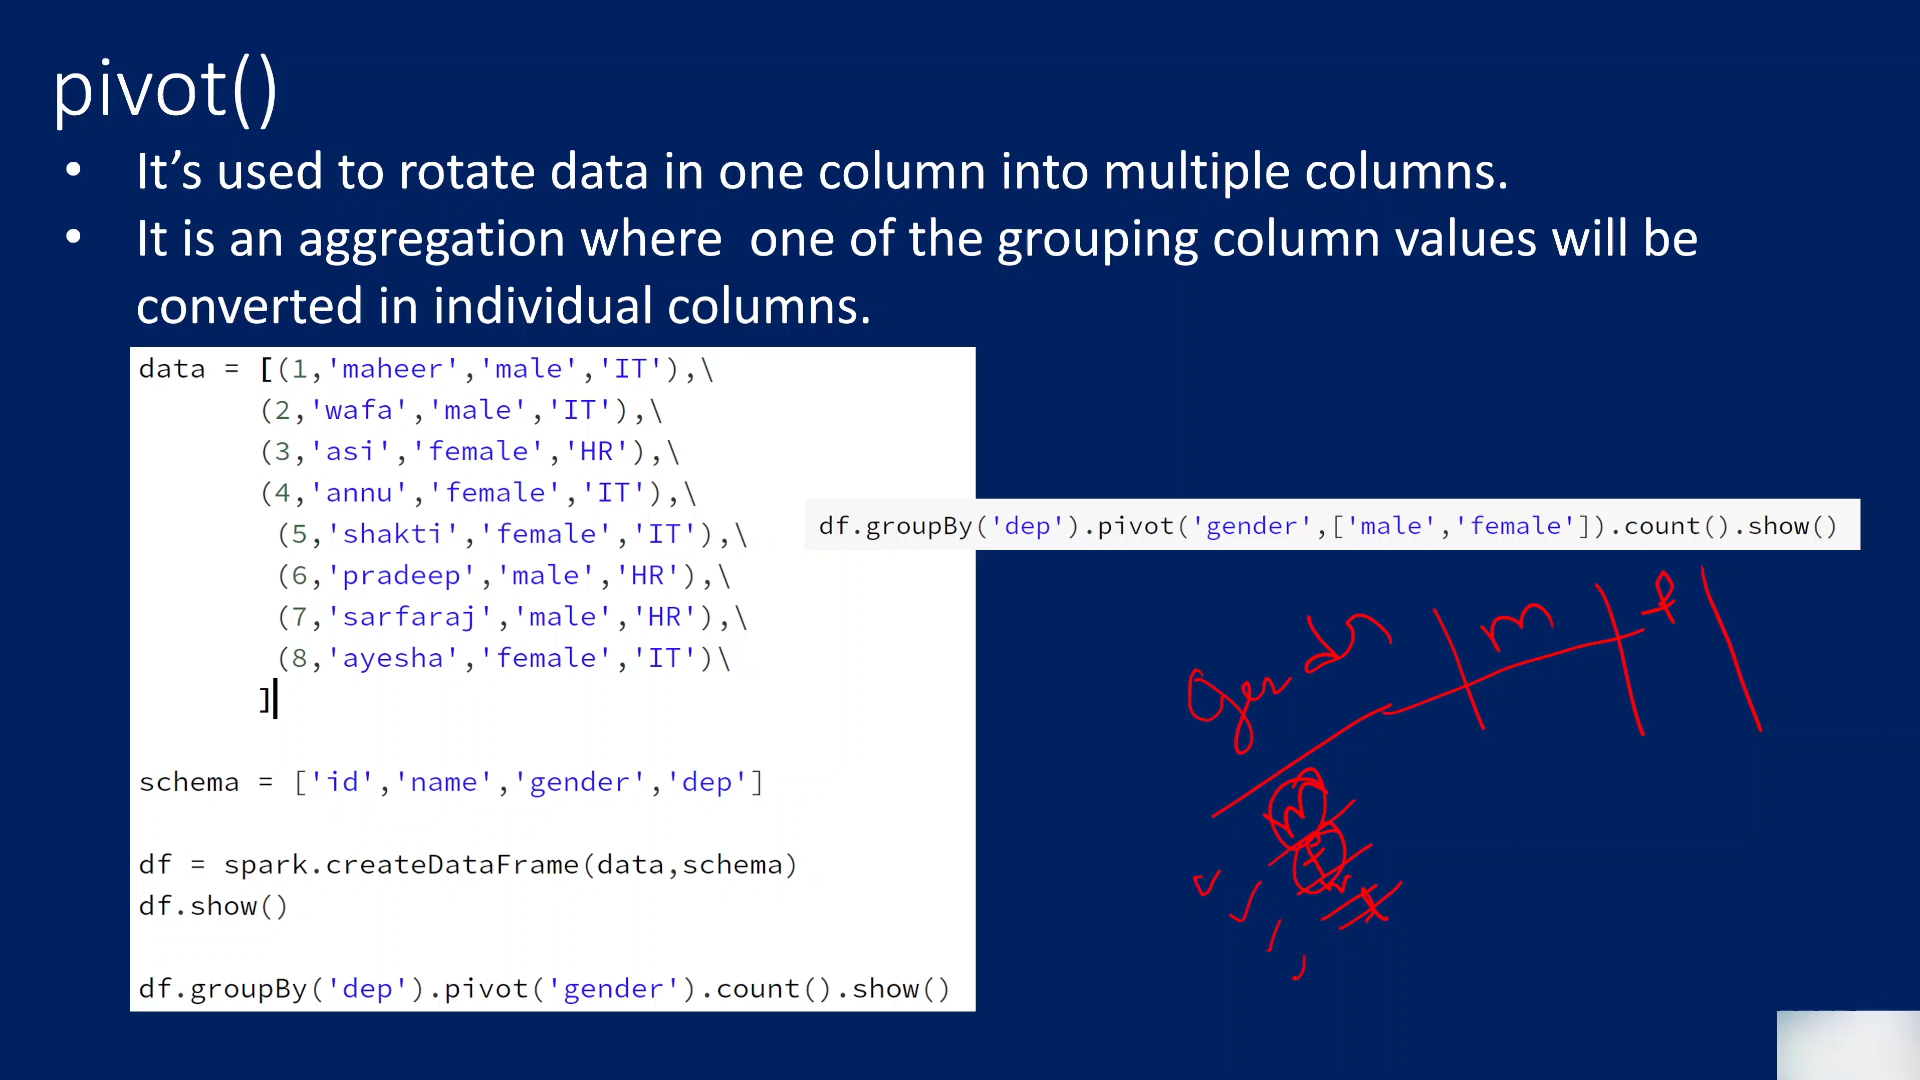 pivot()
• It’s used to rotate data in one column into multiple columns.
• It is an aggregation where  one of the grouping column values will be
converted in individual columns.
data = [(1,'maheer','male','IT'),\
(2,'wafa','male','IT'),\
(3,'asi','female','HR'),\
(4,'annu','female','IT'),\
(5,'shakti','female','IT'),\
(6,'pradeep','male','HR'),\
(7,'sarfaraj','male','HR'),\
(8,'ayesha','female','IT')\
]
schema = ['id','name','gender','dep']
df = spark.createDataFrame(data,schema)
df.show()
df.groupBy('dep').pivot('gender').count().show()
df.groupBy('dep').pivot('gender',['male','female']).count().show()
Gender m f
m
f